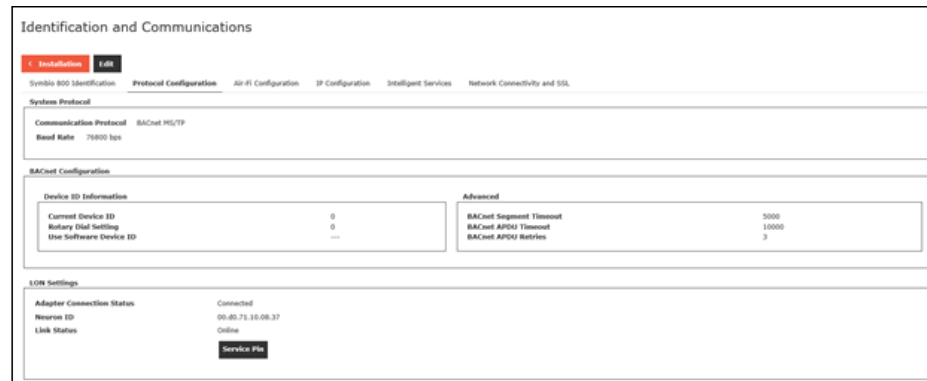 Identification and Communications
< Installation Edit
Symbio 800 Identification Protocol Configuration Air-Fi Configuration IP Configuration Intelligent Services Network Connectivity and SSL
System Protocol
Communication Protocol BACnet MS/TP
Baud Rate 76800 bps
BACnet Configuration
Device ID Information
Current Device ID 0
Rotary Dial Setting 0
Use Software Device ID ---
Advanced
BACnet Segment Timeout 5000
BACnet APDU Timeout 10000
BACnet APDU Retries 3
LON Settings
Adapter Connection Status Connected
Neuron ID 00.d0.71.10.08.37
Link Status Online
Service Pin